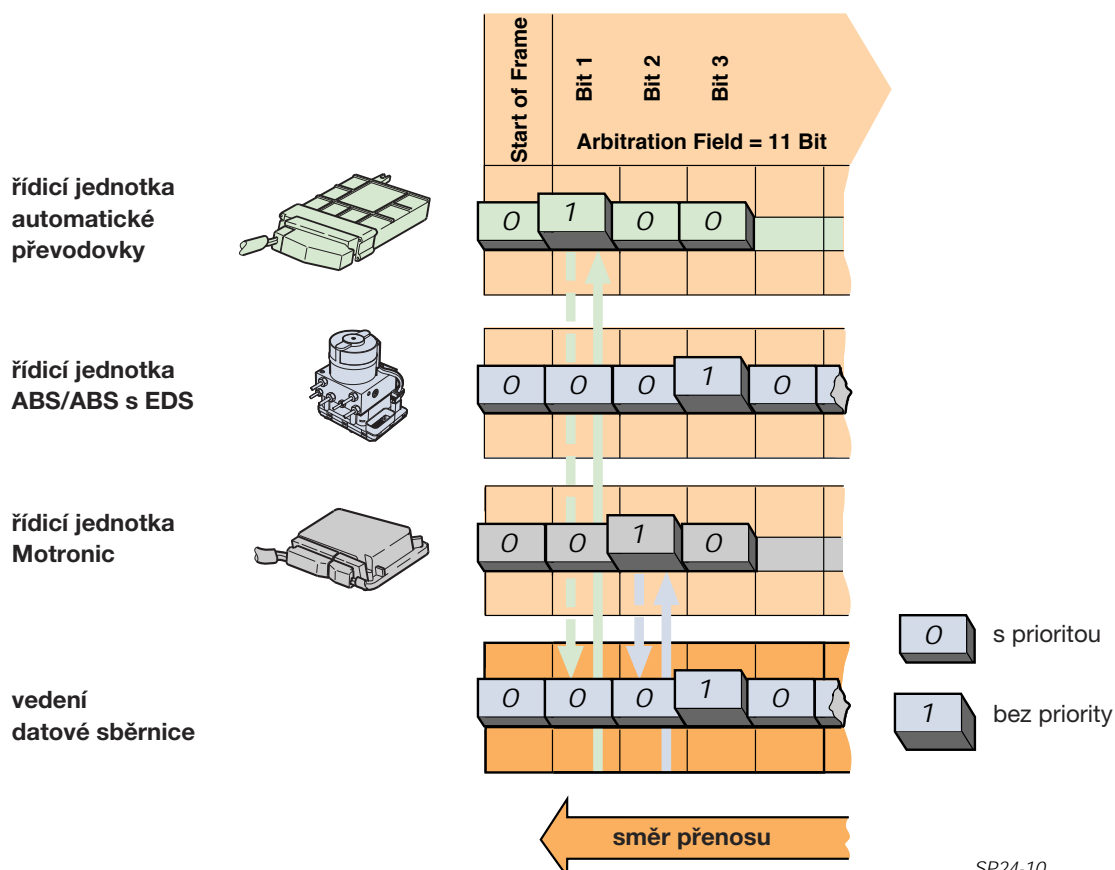 Start of Frame
Bit 1
Bit 2
Bit 3
Arbitration Field = 11 Bit
řídicí jednotka
automatické
převodovky
0 1 0 0
řídicí jednotka
ABS/ABS s EDS
0 0 0 1 0
řídicí jednotka
Motronic
0 0 1 0
0 s prioritou
vedení
datové sběrnice
0 0 0 1 0
1 bez priority
směr přenosu
SP24-10